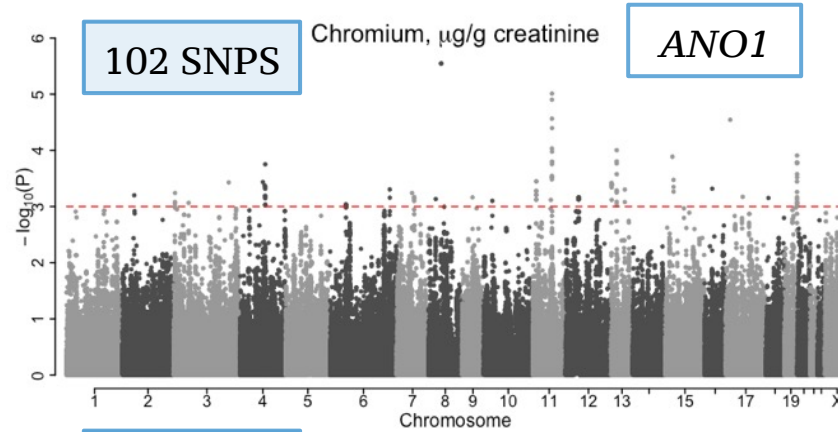 102 SNPS
Chromium, μg/g creatinine
ANO1
6
5
4
3
2
1
0
− log10(P)
1 2 3 4 5 6 7 8 9 10 11 12 13 15 17 19 X
Chromosome